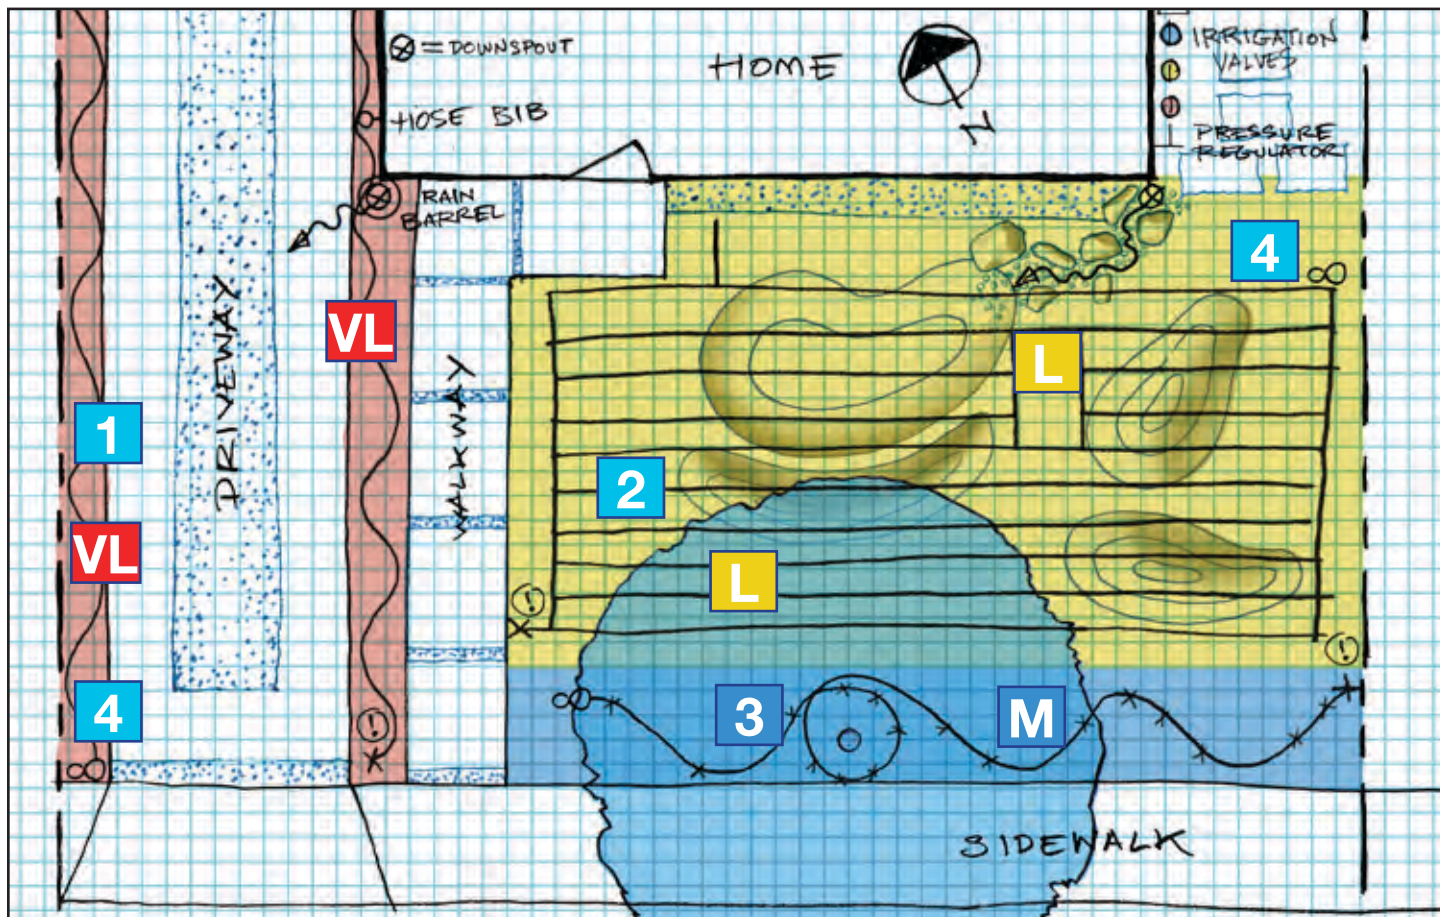 = DOWNSPOUT
HOME
N
IRRIGATION
VALVES
HOSE BIB
PRESSURE
REGULATOR
RAIN
BARREL
4
DRIVEWAY
VL
WALKWAY
L
1
2
VL
L
!
!
4
!
3
M
SIDEWALK